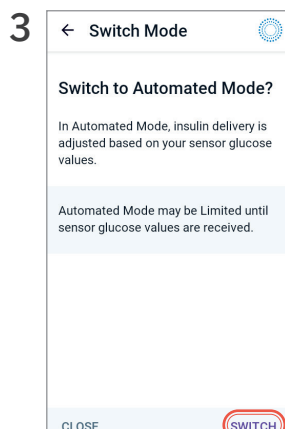 3
← Switch Mode
Switch to Automated Mode?
In Automated Mode, insulin delivery is
adjusted based on your sensor glucose
values.
Automated Mode may be Limited until
sensor glucose values are received.
CLOSE SWITCH